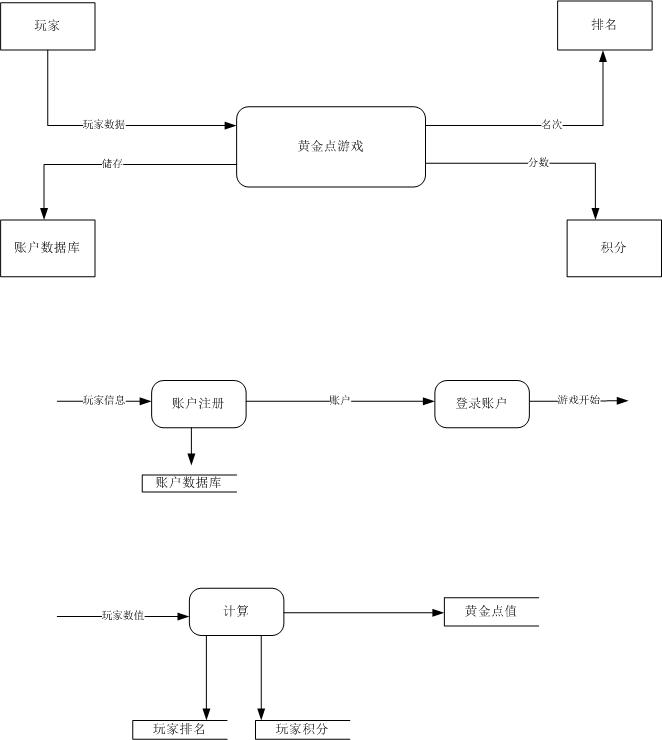 玩家
排名
玩家数据
黄金点游戏
名次
储存
分数
账户数据库
积分
玩家信息
账户注册
账户
登录账户
游戏开始
账户数据库
玩家数值
计算
黄金点值
玩家排名
玩家积分